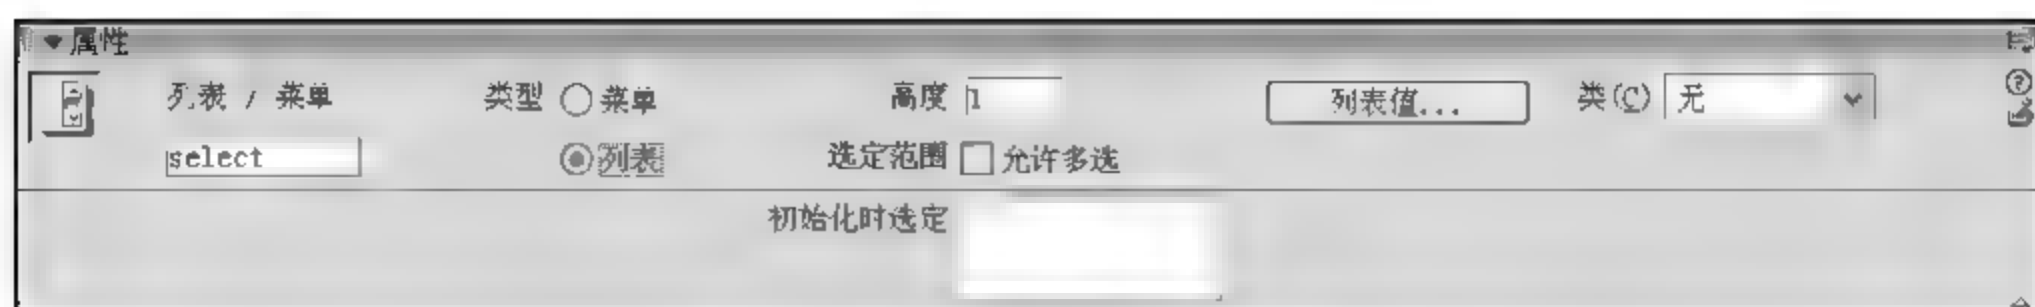 属性
列表 / 菜单 类型 菜单 高度 1 列表值... 类(C) 无
select 列表 选定范围 允许多选
初始化时选定